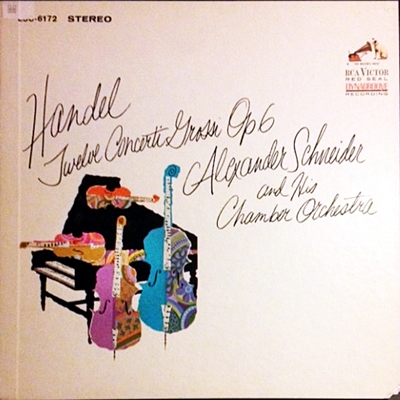 LSC-6172 STEREO
RCA VICTOR
RED SEAL
DYNAGROOVE
RECORDING
Handel
Twelve Concerti Grossi Op 6
Alexander Schneider
and His
Chamber Orchestra